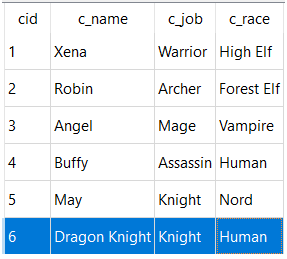 cid c_name c_job c_race
1 Xena Warrior High Elf
2 Robin Archer Forest Elf
3 Angel Mage Vampire
4 Buffy Assassin Human
5 May Knight Nord
6 Dragon Knight Knight Human